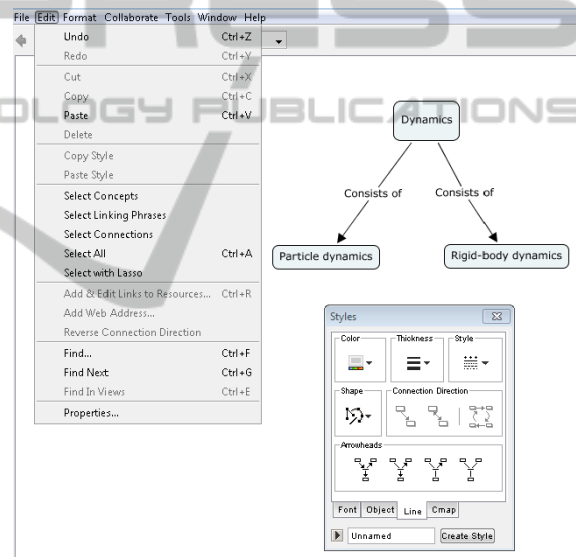 File Edit Format Collaborate Tools Window Help
Undo Ctrl+Z
Redo Ctrl+Y
Cut Ctrl+X
Copy Ctrl+C
Paste Ctrl+V
Delete
Copy Style
Paste Style
Select Concepts
Select Linking Phrases
Select Connections
Select All Ctrl+A
Select with Lasso
Add & Edit Links to Resources... Ctrl+R
Add Web Address...
Reverse Connection Direction
Find... Ctrl+F
Find Next Ctrl+G
Find In Views Ctrl+E
Properties...
Dynamics
Consists of Consists of
Particle dynamics Rigid-body dynamics
Styles
Color Thickness Style
Shape Connection Direction
Arrowheads
Font Object Line Cmap
Unnamed Create Style
PUBLICATIONS